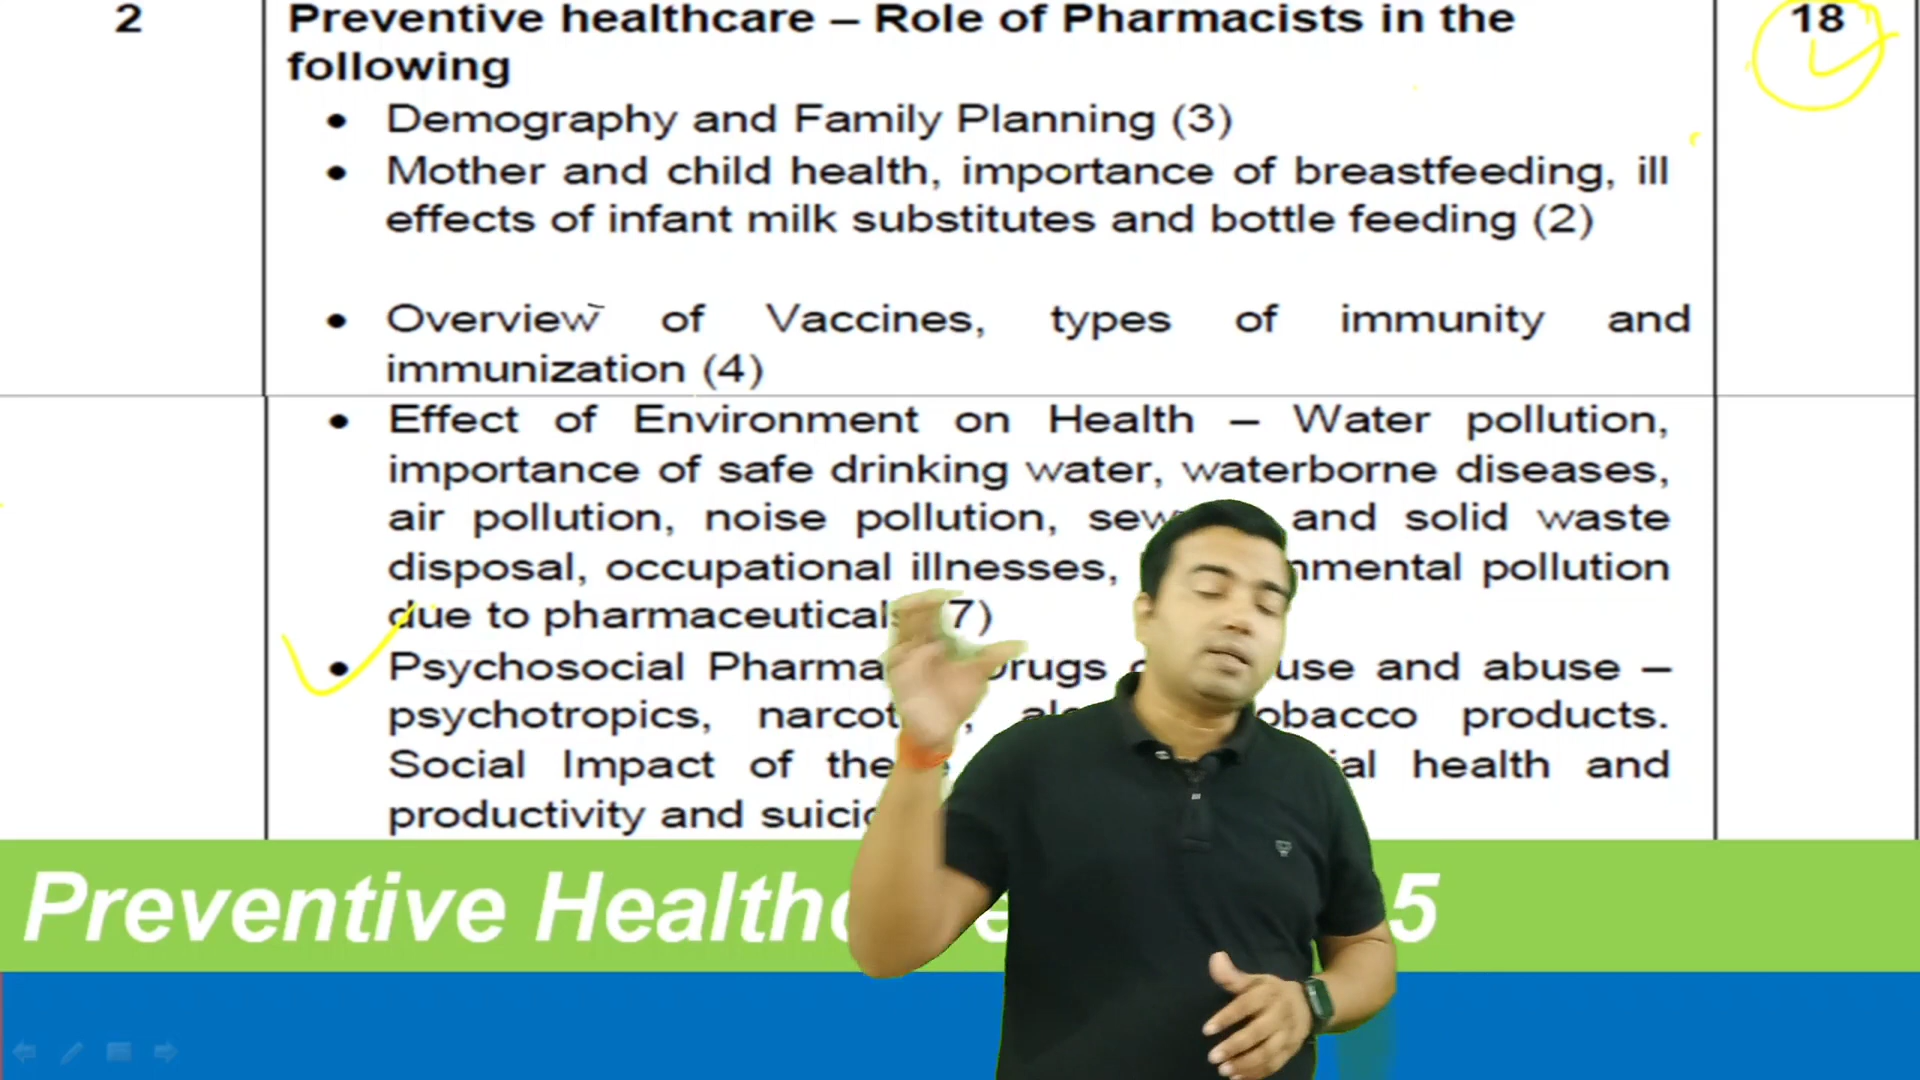 2 Preventive healthcare – Role of Pharmacists in the 18
following
• Demography and Family Planning (3)
• Mother and child health, importance of breastfeeding, ill
effects of infant milk substitutes and bottle feeding (2)
• Overview of Vaccines, types of immunity and
immunization (4)
• Effect of Environment on Health – Water pollution,
importance of safe drinking water, waterborne diseases,
air pollution, noise pollution, and solid waste
disposal, occupational illnesses, pollution
due to pharmaceuticals (7)
• Psychosocial use and abuse –
psychotropics, products.
Social Impact of health and
productivity and
Preventive 5